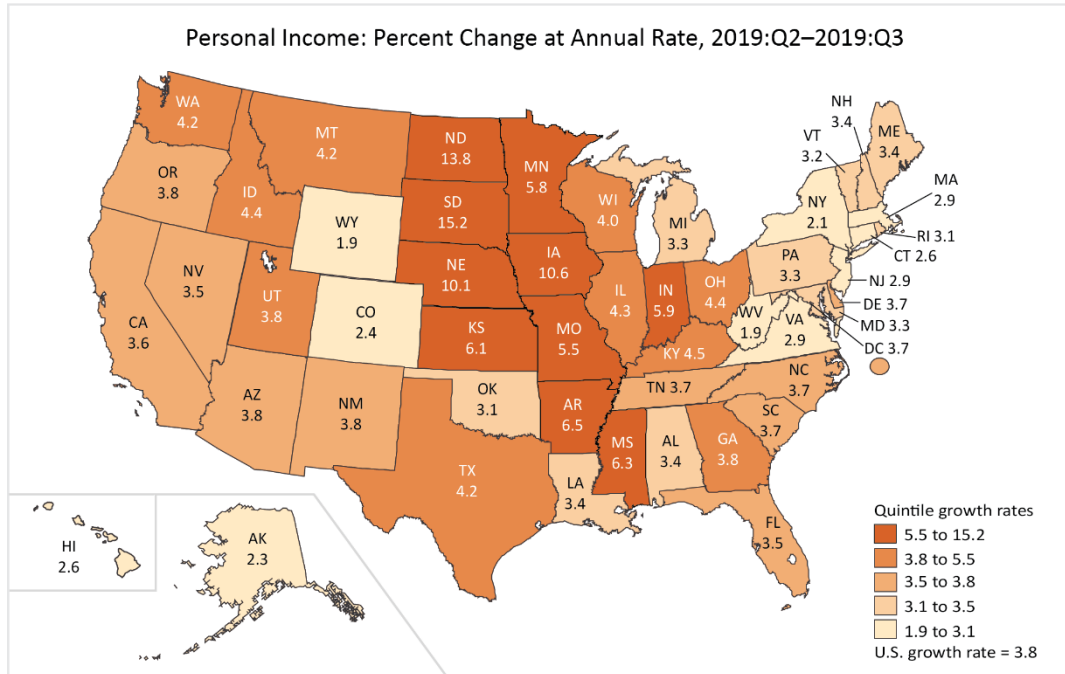 Personal Income: Percent Change at Annual Rate, 2019:Q2–2019:Q3
WA
4.2
MT
4.2
ND
13.8
MN
5.8
NH
3.4
ME
3.4
VT
3.2
OR
3.8
ID
4.4
SD
15.2
WI
4.0
MI
3.3
NY
2.1
MA
2.9
RI 3.1
CT 2.6
WY
1.9
NE
10.1
IA
10.6
PA
3.3
NJ 2.9
NV
3.5
UT
3.8
CO
2.4
IL
4.3
IN
5.9
OH
4.4
WV
1.9
VA
2.9
DE 3.7
MD 3.3
DC 3.7
CA
3.6
KS
6.1
MO
5.5
KY 4.5
AZ
3.8
NM
3.8
OK
3.1
AR
6.5
TN 3.7
NC
3.7
SC
3.7
TX
4.2
LA
3.4
MS
6.3
AL
3.4
GA
3.8
FL
3.5
HI
2.6
AK
2.3
Quintile growth rates
5.5 to 15.2
3.8 to 5.5
3.5 to 3.8
3.1 to 3.5
1.9 to 3.1
U.S. growth rate = 3.8